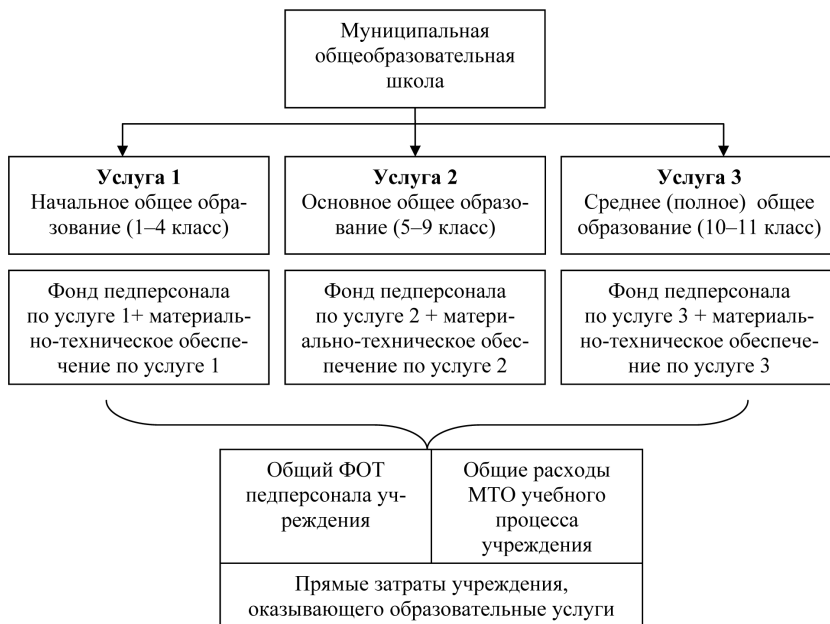 Муниципальная
общеобразовательная
школа
Услуга 1
Начальное общее обра-
зование (1–4 класс)
Услуга 2
Основное общее образо-
вание (5–9 класс)
Услуга 3
Среднее (полное) общее
образование (10–11 класс)
Фонд педперсонала
по услуге 1+ материаль-
но-техническое обеспе-
чение по услуге 1
Фонд педперсонала
по услуге 2 + матери-
ально-техническое обес-
печение по услуге 2
Фонд педперсонала
по услуге 3 + материаль-
но-техническое обеспече-
ние по услуге 3
Общий ФОТ
педперсонала уч-
реждения
Общие расходы
МТО учебного
процесса
учреждения
Прямые затраты учреждения,
оказывающего образовательные услуги